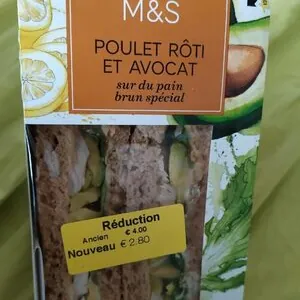 M&S
POULET RÔTI
ET AVOCAT
sur du pain
brun spécial
Réduction
Ancien € 4.00
Nouveau € 2.80